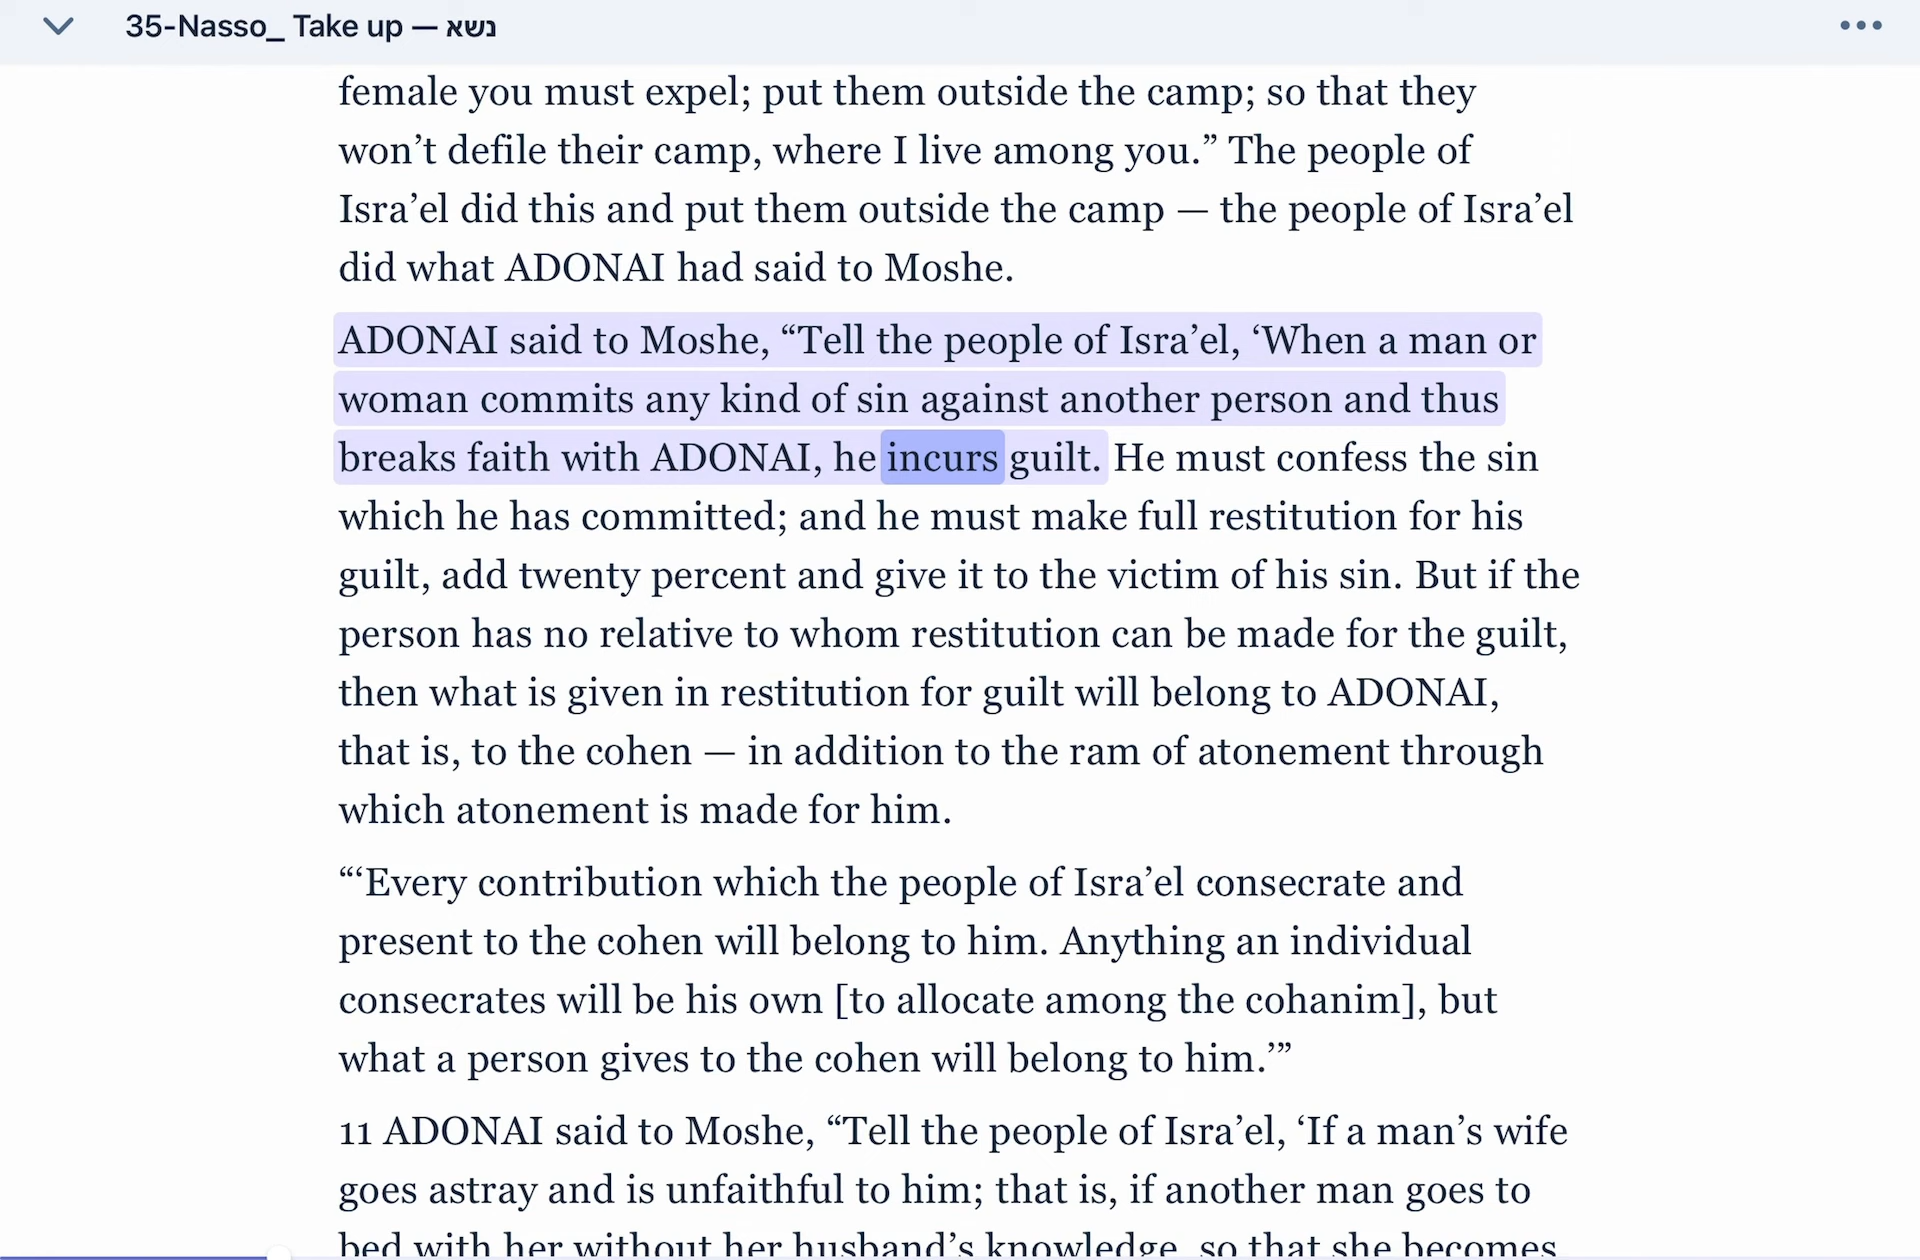 35-Nasso_ Take up — נשא
female you must expel; put them outside the camp; so that they
won’t defile their camp, where I live among you.” The people of
Isra’el did this and put them outside the camp — the people of Isra’el
did what ADONAI had said to Moshe.
ADONAI said to Moshe, “Tell the people of Isra’el, ‘When a man or
woman commits any kind of sin against another person and thus
breaks faith with ADONAI, he incurs guilt. He must confess the sin
which he has committed; and he must make full restitution for his
guilt, add twenty percent and give it to the victim of his sin. But if the
person has no relative to whom restitution can be made for the guilt,
then what is given in restitution for guilt will belong to ADONAI,
that is, to the cohen — in addition to the ram of atonement through
which atonement is made for him.
“‘Every contribution which the people of Isra’el consecrate and
present to the cohen will belong to him. Anything an individual
consecrates will be his own [to allocate among the cohanim], but
what a person gives to the cohen will belong to him.’”
11 ADONAI said to Moshe, “Tell the people of Isra’el, ‘If a man’s wife
goes astray and is unfaithful to him; that is, if another man goes to
bed with her without her husband’s knowledge, so that she becomes